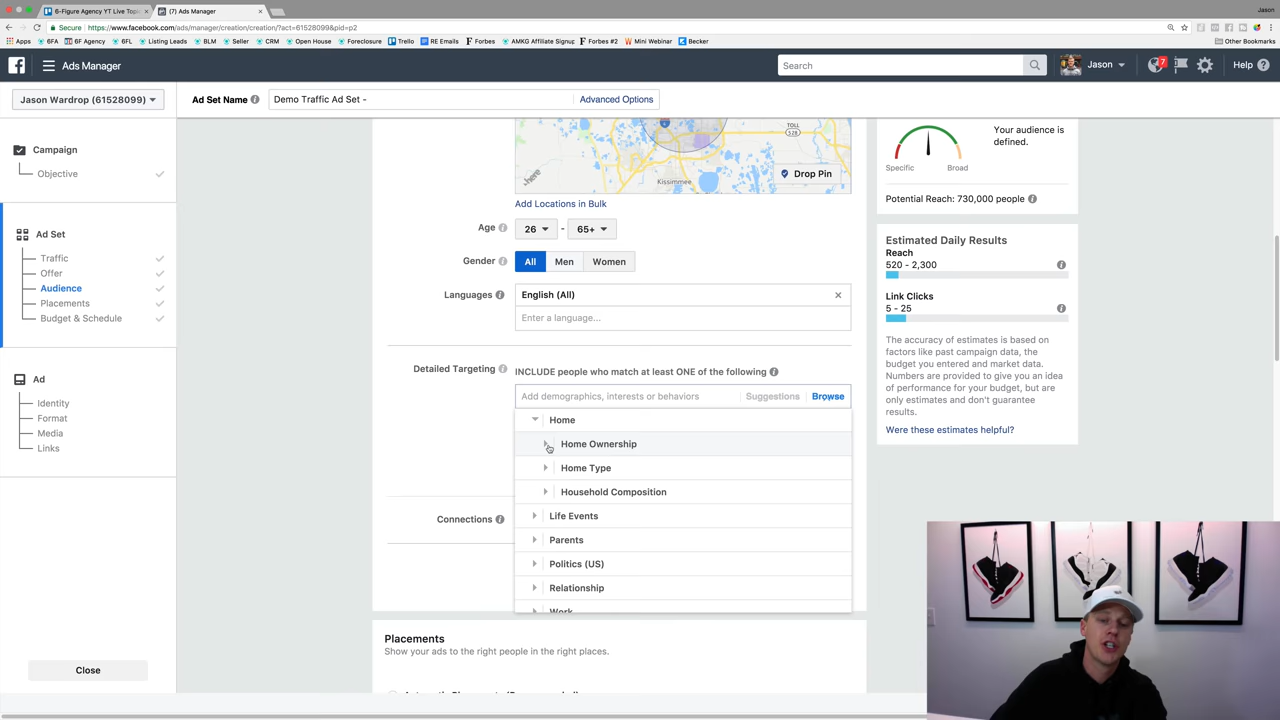 6-Figure Agency YT Live Topi
(7) Ads Manager
Jason
Secure
https://www.facebook.com/ads/manager/creation/creation/?act=61528099&pid=p2
Apps
6FA
6F Agency
6FL
Listing Leads
BLM
Seller
CRM
Open House
Foreclosure
Trello
RE Emails
Forbes
AMKG Affiliate Signup
Forbes #2
Mini Webinar
Becker
Other Bookmarks
Ads Manager
Search
Jason
7
Help
Jason Wardrop (61528099)
Ad Set Name
Demo Traffic Ad Set -
Advanced Options
Campaign
Objective
Ad Set
Traffic
Offer
Audience
Placements
Budget & Schedule
Ad
Identity
Format
Media
Links
Close
TOLL
528
Kissimmee
here
Drop Pin
Add Locations in Bulk
Age
26
-
65+
Gender
All
Men
Women
Languages
English (All)
Enter a language...
Detailed Targeting
INCLUDE people who match at least ONE of the following
Add demographics, interests or behaviors
Suggestions
Browse
Home
Home Ownership
Home Type
Household Composition
Life Events
Parents
Politics (US)
Relationship
Work
Connections
Placements
Show your ads to the right people in the right places.
Specific
Broad
Your audience is
defined.
Potential Reach: 730,000 people
Estimated Daily Results
Reach
520 - 2,300
Link Clicks
5 - 25
The accuracy of estimates is based on
factors like past campaign data, the
budget you entered and market data.
Numbers are provided to give you an idea
of performance for your budget, but are
only estimates and don't guarantee
results.
Were these estimates helpful?